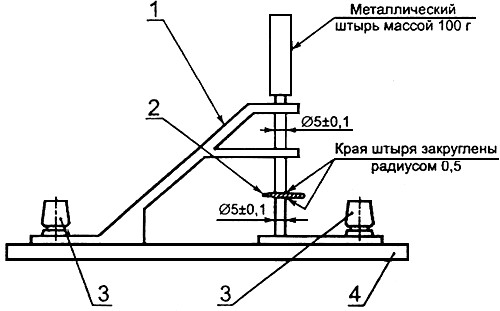 Металлический
штырь массой 100 г
1
2
Ø5±0,1
Края штыря закруглены
радиусом 0,5
Ø5±0,1
3
3
4